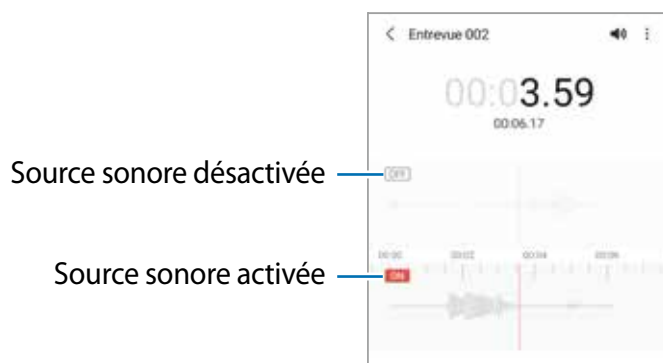 Entrevue 002
00:03.59
00:06.17
Source sonore désactivée
OFF
00:00 00:02 00:04 00:06
Source sonore activée
ON